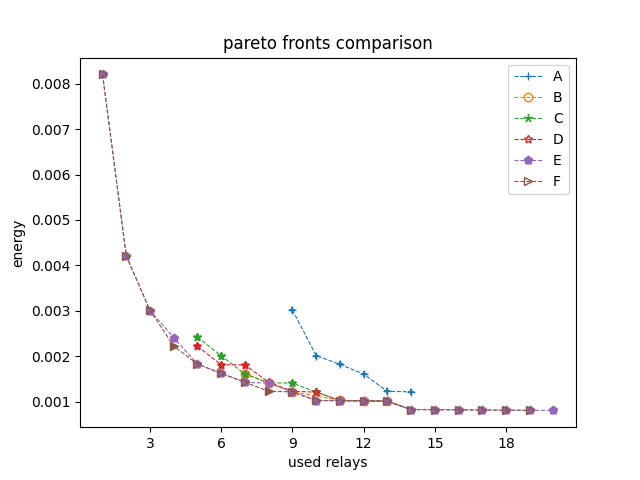 pareto fronts comparison
0.008
0.007
0.006
0.005
0.004
0.003
0.002
0.001
energy
3
6
9
12
15
18
used relays
A
B
C
D
E
F